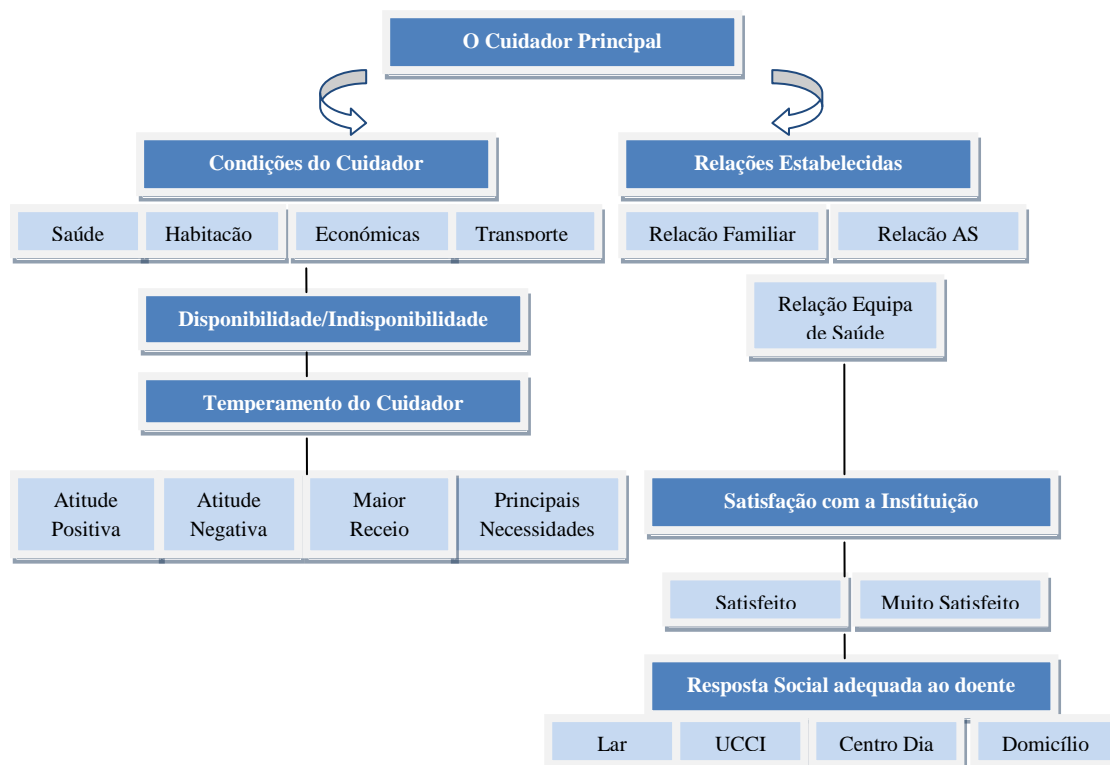 O Cuidador Principal
Condições do Cuidador
Relações Estabelecidas
Saúde
Habitação
Económicas
Transporte
Relação Familiar
Relação AS
Disponibilidade/Indisponibilidade
Relação Equipa
de Saúde
Temperamento do Cuidador
Atitude
Positiva
Atitude
Negativa
Maior
Receio
Principais
Necessidades
Satisfação com a Instituição
Satisfeito
Muito Satisfeito
Resposta Social adequada ao doente
Lar
UCCI
Centro Dia
Domicílio